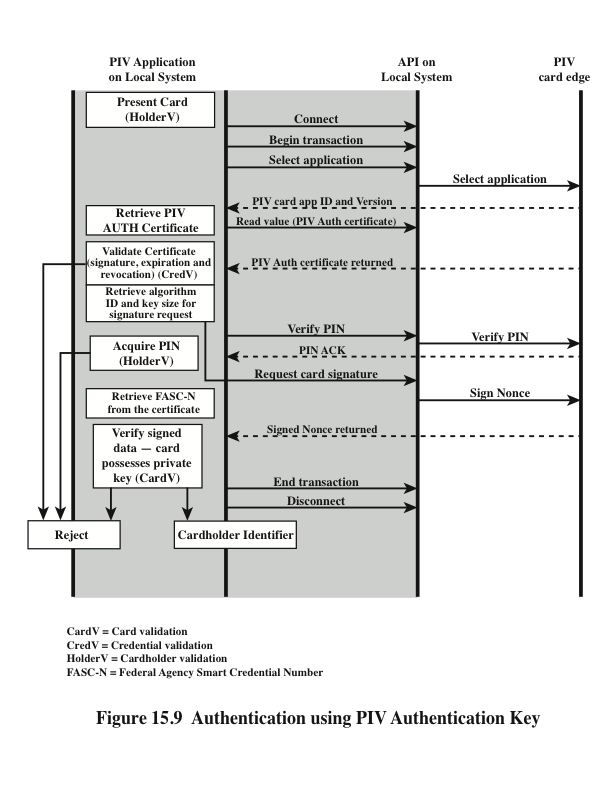 PIV Application
on Local System
API on
Local System
PIV
card edge
Present Card
(HolderV)
Connect
Begin transaction
Select application
Select application
PIV card app ID and Version
Retrieve PIV
AUTH Certificate
Read value (PIV Auth certificate)
Validate Certificate
(signature, expiration and
revocation) (CredV)
PIV Auth certificate returned
Retrieve algorithm
ID and key size for
signature request
Verify PIN
Verify PIN
Acquire PIN
(HolderV)
PIN ACK
Request card signature
Sign Nonce
Retrieve FASC-N
from the certificate
Signed Nonce returned
Verify signed
data — card
possesses private
key (CardV)
End transaction
Disconnect
Reject
Cardholder Identifier
CardV = Card validation
CredV = Credential validation
HolderV = Cardholder validation
FASC-N = Federal Agency Smart Credential Number
Figure 15.9 Authentication using PIV Authentication Key